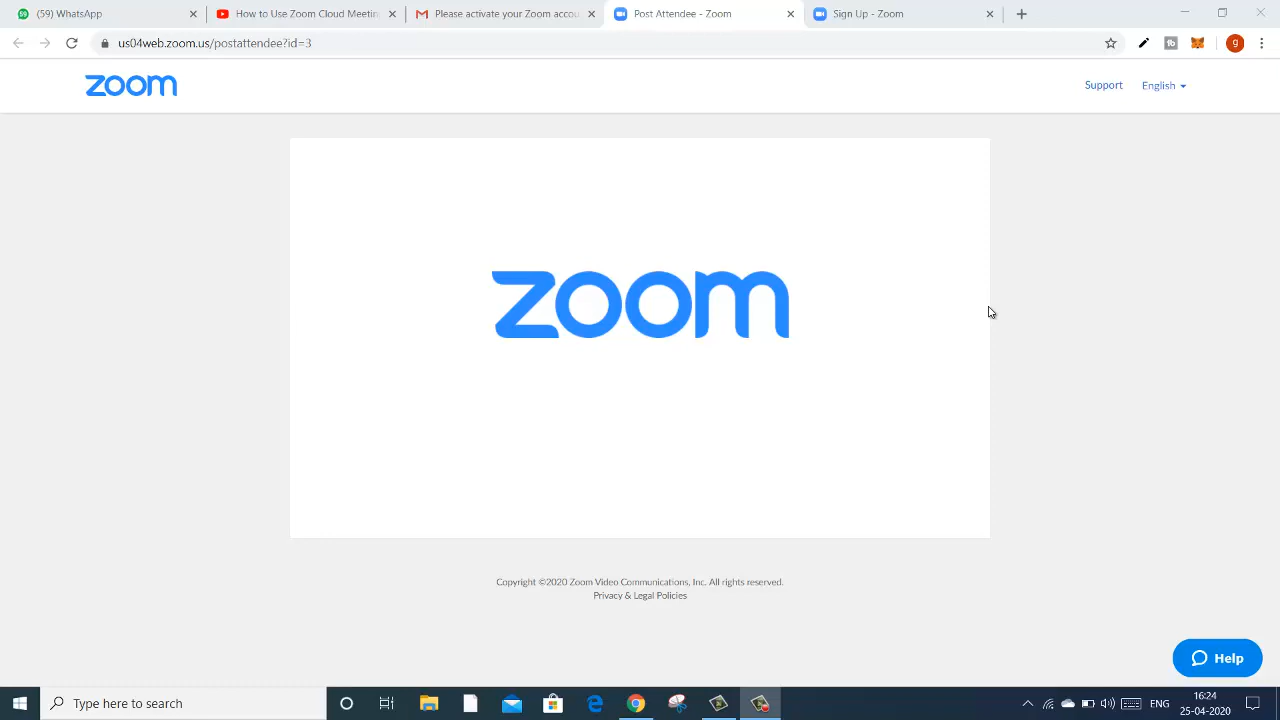 (59) WhatsApp
How to Use Zoom Cloud Meetin
Please activate your Zoom accou
Post Attendee - Zoom
Sign Up - Zoom
us04web.zoom.us/postattendee?id=3
zoom
Support
English
zoom
Copyright ©2020 Zoom Video Communications, Inc. All rights reserved.
Privacy & Legal Policies
Help
Type here to search
ENG
16:24
25-04-2020